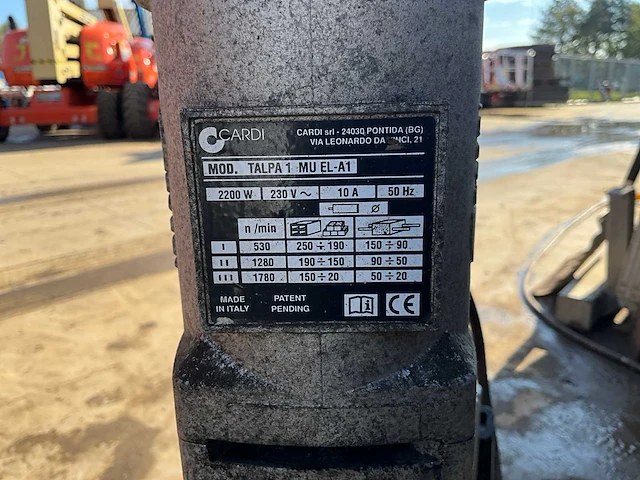 CARDI
CARDI srl - 24030 PONTIDA (BG)
VIA LEONARDO DA VINCI, 21
MOD. TALPA 1 MU EL-A1
2200 W 230 V ~ 10 A 50 Hz
ø
n /min
I 530 250 ÷ 190 150 ÷ 90
II 1280 190 ÷ 150 90 ÷ 50
III 1780 150 ÷ 20 50 ÷ 20
MADE IN ITALY
PATENT PENDING
i
CE